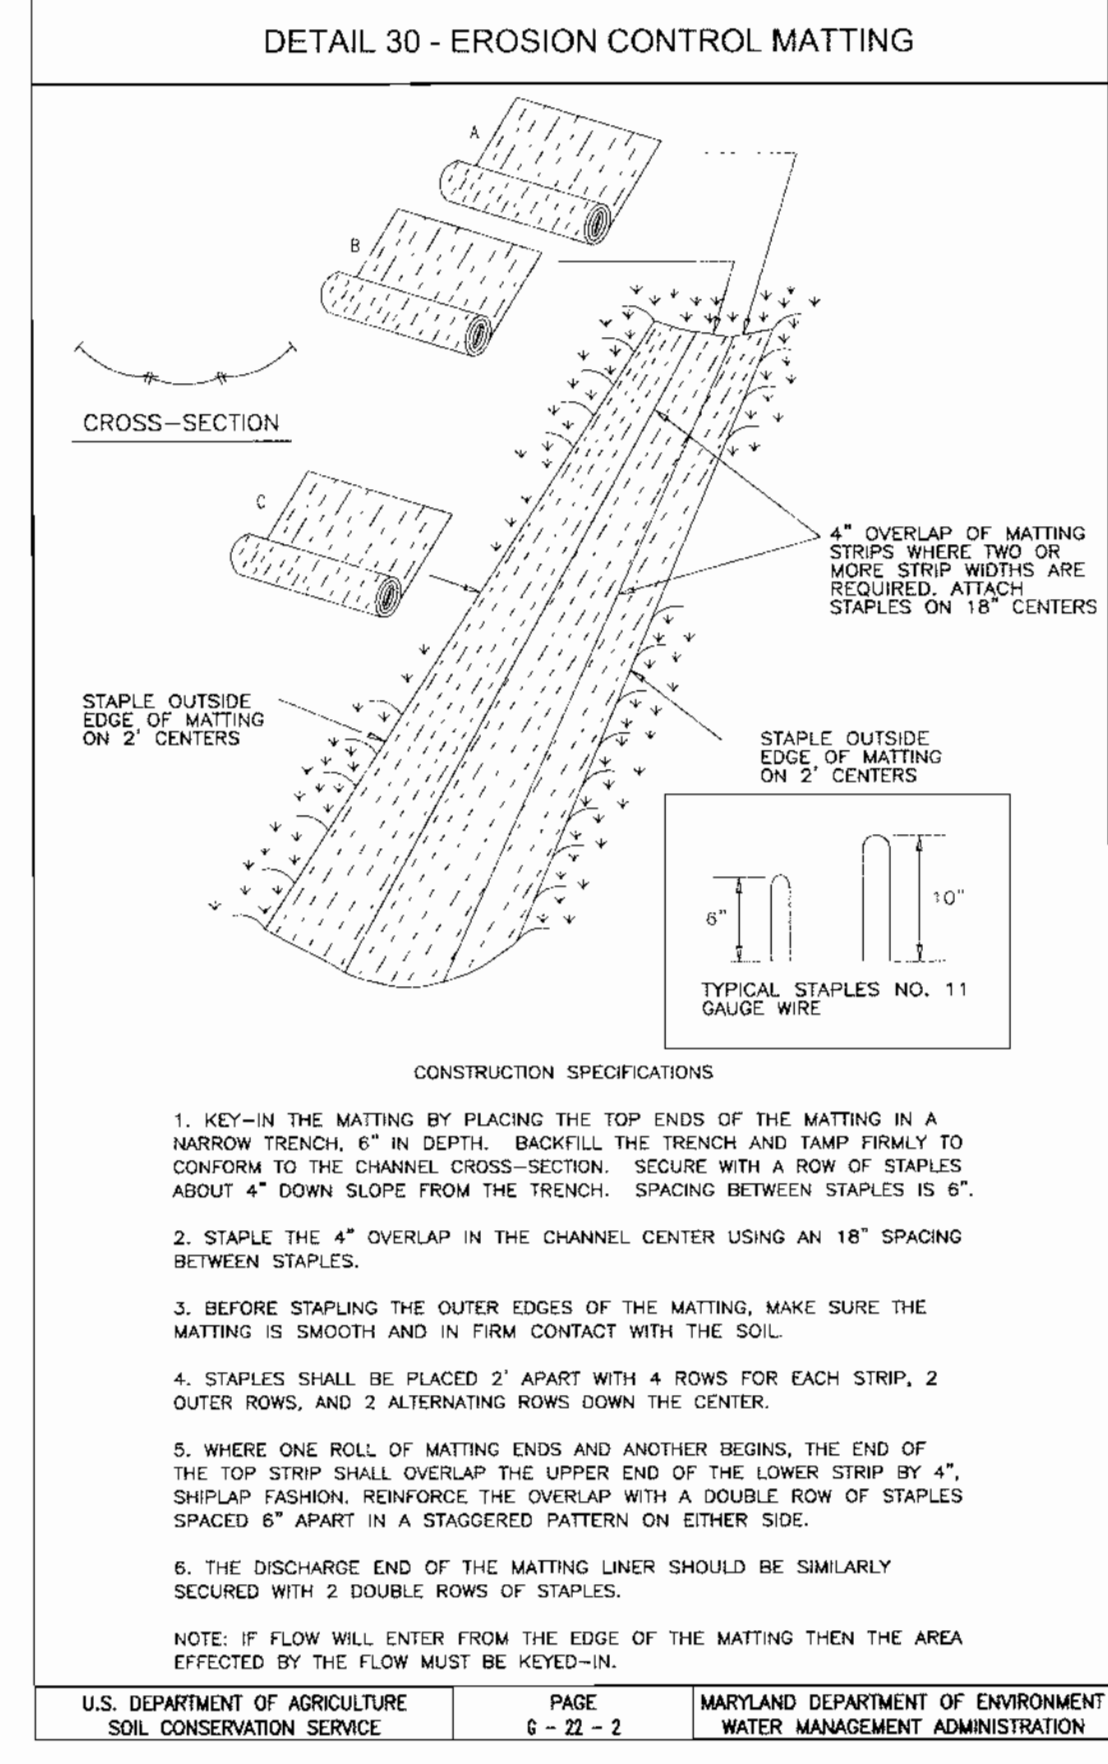 DETAIL 30 - EROSION CONTROL MATTING
A
B
CROSS-SECTION
C
4" OVERLAP OF MATTING
STRIPS WHERE TWO OR
MORE STRIP WIDTHS ARE
REQUIRED. ATTACH
STAPLES ON 18" CENTERS
STAPLE OUTSIDE
EDGE OF MATTING
ON 2' CENTERS
STAPLE OUTSIDE
EDGE OF MATTING
ON 2' CENTERS
6"
10"
TYPICAL STAPLES NO. 11
GAUGE WIRE
CONSTRUCTION SPECIFICATIONS
1. KEY-IN THE MATTING BY PLACING THE TOP ENDS OF THE MATTING IN A
NARROW TRENCH, 6" IN DEPTH. BACKFILL THE TRENCH AND TAMP FIRMLY TO
CONFORM TO THE CHANNEL CROSS-SECTION. SECURE WITH A ROW OF STAPLES
ABOUT 4" DOWN SLOPE FROM THE TRENCH. SPACING BETWEEN STAPLES IS 6".
2. STAPLE THE 4" OVERLAP IN THE CHANNEL CENTER USING AN 18" SPACING
BETWEEN STAPLES.
3. BEFORE STAPLING THE OUTER EDGES OF THE MATTING, MAKE SURE THE
MATTING IS SMOOTH AND IN FIRM CONTACT WITH THE SOIL.
4. STAPLES SHALL BE PLACED 2' APART WITH 4 ROWS FOR EACH STRIP, 2
OUTER ROWS, AND 2 ALTERNATING ROWS DOWN THE CENTER.
5. WHERE ONE ROLL OF MATTING ENDS AND ANOTHER BEGINS, THE END OF
THE TOP STRIP SHALL OVERLAP THE UPPER END OF THE LOWER STRIP BY 4",
SHIPLAP FASHION. REINFORCE THE OVERLAP WITH A DOUBLE ROW OF STAPLES
SPACED 6" APART IN A STAGGERED PATTERN ON EITHER SIDE.
6. THE DISCHARGE END OF THE MATTING LINER SHOULD BE SIMILARLY
SECURED WITH 2 DOUBLE ROWS OF STAPLES.
NOTE: IF FLOW WILL ENTER FROM THE EDGE OF THE MATTING THEN THE AREA
EFFECTED BY THE FLOW MUST BE KEYED-IN.
U.S. DEPARTMENT OF AGRICULTURE
SOIL CONSERVATION SERVICE
PAGE
G - 22 - 2
MARYLAND DEPARTMENT OF ENVIRONMENT
WATER MANAGEMENT ADMINISTRATION